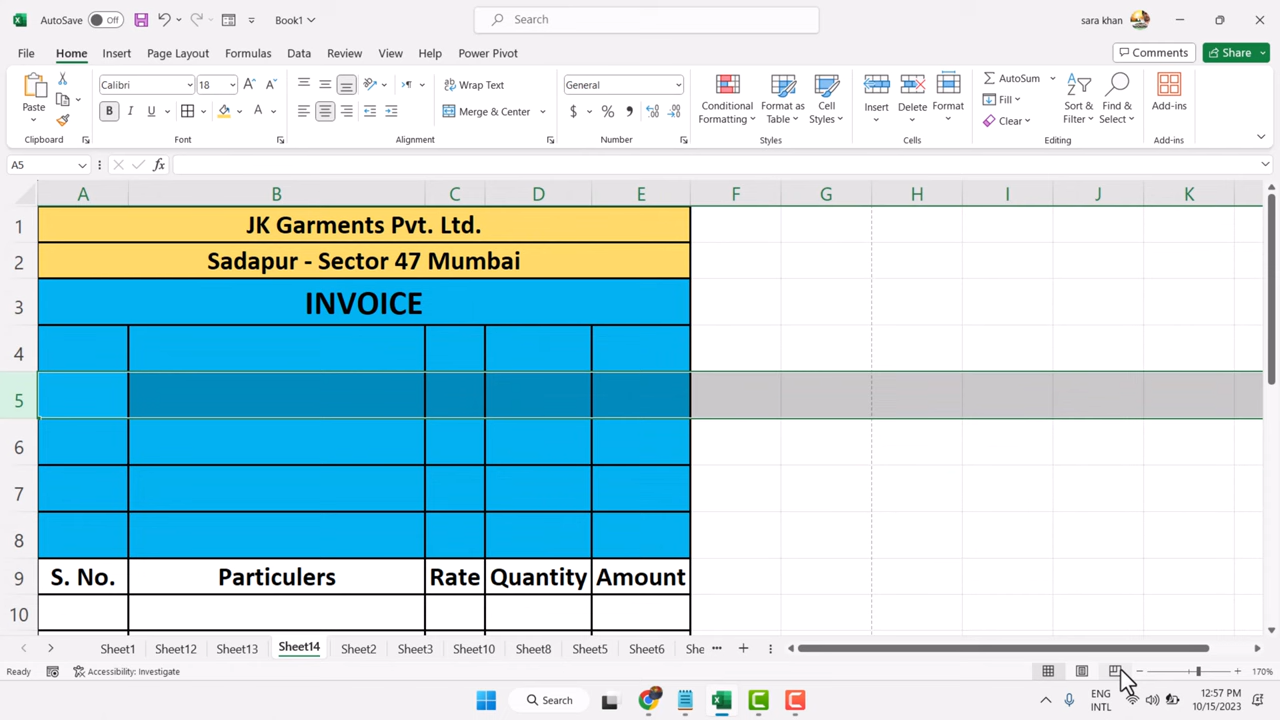 AutoSave Off Book1 Search sara khan
File Home Insert Page Layout Formulas Data Review View Help Power Pivot Comments Share
Paste Calibri 18 B I U A Wrap Text Merge & Center General $ % Conditional Formatting Format as Table Cell Styles Insert Delete Format AutoSum Fill Clear Sort & Filter Find & Select Add-ins
Clipboard Font Alignment Number Styles Cells Editing Add-ins
A5 fx
A B C D E F G H I J K
1 JK Garments Pvt. Ltd.
2 Sadapur - Sector 47 Mumbai
3 INVOICE
4
5
6
7
8
9 S. No. Particulers Rate Quantity Amount
10
Sheet1 Sheet12 Sheet13 Sheet14 Sheet2 Sheet3 Sheet10 Sheet8 Sheet5 Sheet6 She ...
Ready Accessibility: Investigate 170%
Search ENG INTL 12:57 PM 10/15/2023